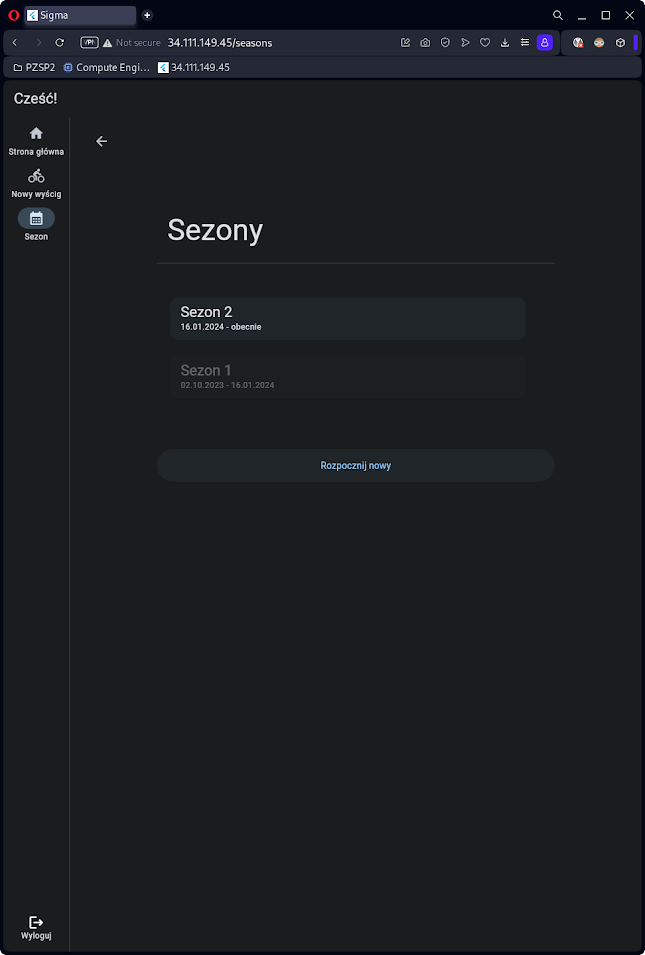 Sigma
VPN
Not secure
34.111.149.45/seasons
PZSP2
Compute Engi...
34.111.149.45
Cześć!
Strona główna
Nowy wyścig
Sezon
Sezony
Sezon 2
16.01.2024 - obecnie
Sezon 1
02.10.2023 - 16.01.2024
Rozpocznij nowy
Wyloguj